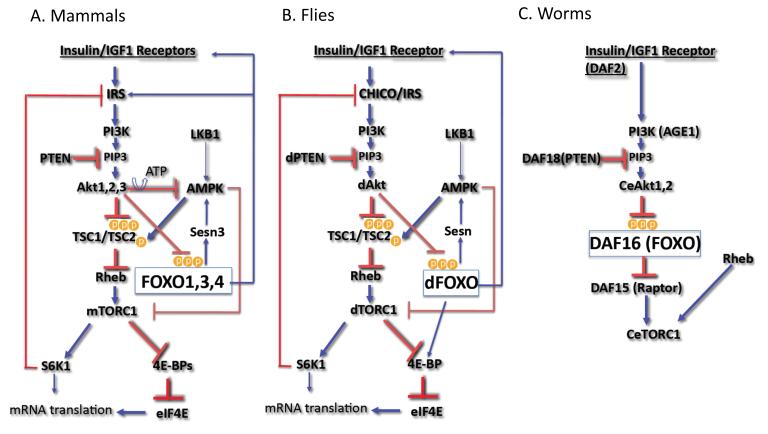 A. Mammals
Insulin/IGF1 Receptors
IRS
PI3K
LKB1
PTEN
PIP3
ATP
Akt1,2,3
AMPK
P P P
TSC1/TSC2
P
Sesn3
P P P
Rheb
FOXO1,3,4
mTORC1
S6K1
4E-BPs
mRNA translation
eIF4E
B. Flies
Insulin/IGF1 Receptor
CHICO/IRS
PI3K
LKB1
dPTEN
PIP3
dAkt
AMPK
P P P
TSC1/TSC2
P
Sesn
P P P
Rheb
dFOXO
dTORC1
S6K1
4E-BP
mRNA translation
eIF4E
C. Worms
Insulin/IGF1 Receptor
(DAF2)
PI3K (AGE1)
DAF18(PTEN)
PIP3
CeAkt1,2
P P P
DAF16 (FOXO)
Rheb
DAF15 (Raptor)
CeTORC1